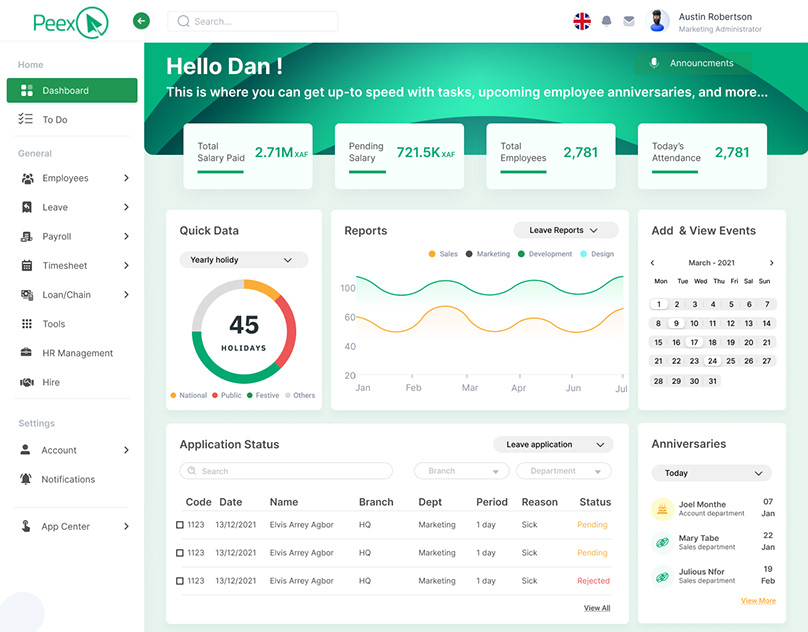 Peex
Search...
Austin Robertson
Marketing Administrator
Home
Dashboard
To Do
General
Employees
Leave
Payroll
Timesheet
Loan/Chain
Tools
HR Management
Hire
Settings
Account
Notifications
App Center
Hello Dan !
Announcments
This is where you can get up-to speed with tasks, upcoming employee anniversaries, and more...
Total
Salary Paid
2.71M XAF
Pending
Salary
721.5K XAF
Total
Employees
2,781
Today's
Attendance
2,781
Quick Data
Yearly holidy
45
HOLIDAYS
National Public Festive Others
Reports
Leave Reports
Sales Marketing Development Design
100
60
40
20
Jan Feb Mar Apr Jun Jul
Add & View Events
March - 2021
Mon Tue Wed Thu Fri Sat Sun
1 2 3 4 5 6 7
8 9 10 11 12 13 14
15 16 17 18 19 20 21
21 22 23 24 25 26 27
28 29 30 31
Application Status
Leave application
Search
Branch
Department
Code Date Name Branch Dept Period Reason Status
1123 13/12/2021 Elvis Arrey Agbor HQ Marketing 1 day Sick Pending
1123 13/12/2021 Elvis Arrey Agbor HQ Marketing 1 day Sick Pending
1123 13/12/2021 Elvis Arrey Agbor HQ Marketing 1 day Sick Rejected
View All
Anniversaries
Today
Joel Monthe
Account department
07
Jan
Mary Tabe
Sales department
22
Jan
Julious Nfor
Sales department
19
Feb
View More